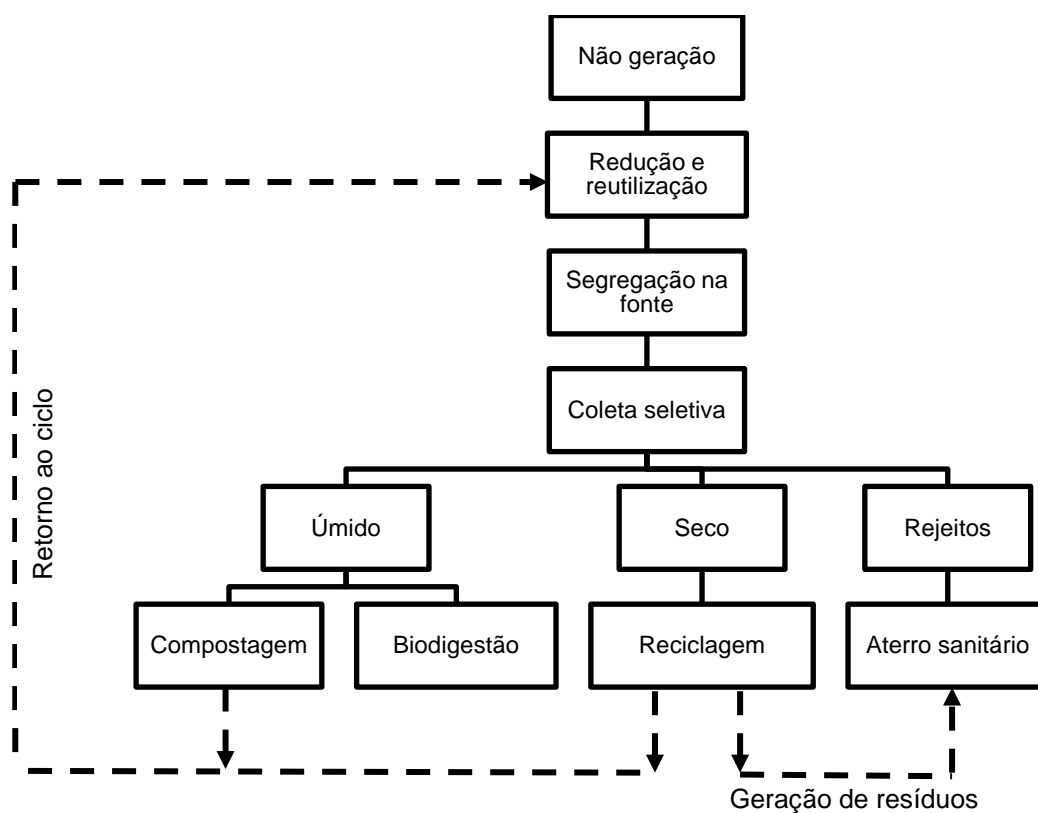 Não geração
Redução e
reutilização
Segregação na
fonte
Coleta seletiva
Retorno ao ciclo
Úmido
Seco
Rejeitos
Compostagem
Biodigestão
Reciclagem
Aterro sanitário
Geração de resíduos